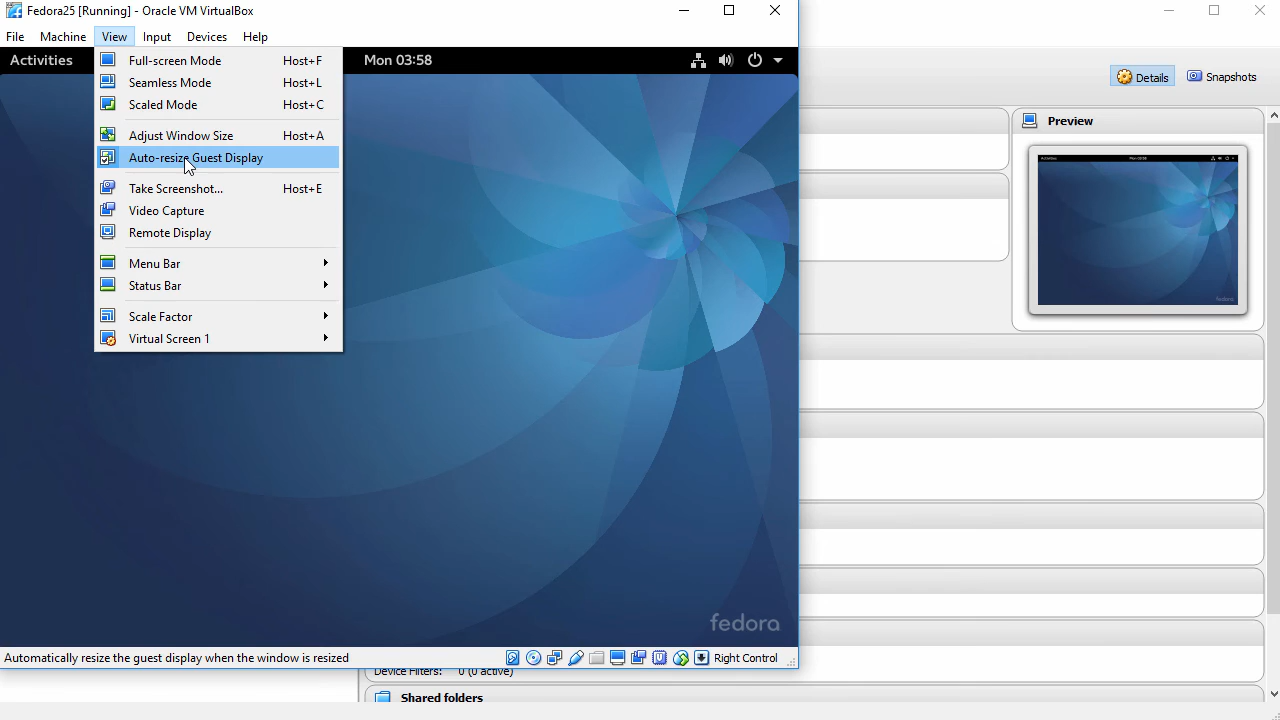 Fedora25 [Running] - Oracle VM VirtualBox
File Machine View Input Devices Help
Activities Mon 03:58
Full-screen Mode Host+F
Seamless Mode Host+L
Scaled Mode Host+C
Adjust Window Size Host+A
Auto-resize Guest Display
Take Screenshot... Host+E
Video Capture
Remote Display
Menu Bar
Status Bar
Scale Factor
Virtual Screen 1
fedora
Automatically resize the guest display when the window is resized
Right Control
Details Snapshots
Preview
Device Filters: 0 (0 active)
Shared folders